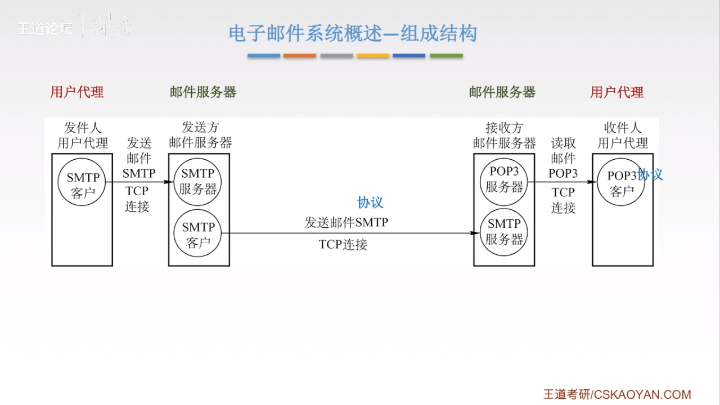 王道论坛
电子邮件系统概述—组成结构
用户代理
邮件服务器
邮件服务器
用户代理
发件人
用户代理
发送
邮件
SMTP
TCP
连接
SMTP
客户
发送方
邮件服务器
SMTP
服务器
SMTP
客户
协议
发送邮件SMTP
TCP连接
接收方
邮件服务器
POP3
服务器
SMTP
服务器
读取
邮件
POP3
TCP
连接
收件人
用户代理
POP3
客户
协议
王道考研/CSKAOYAN.COM